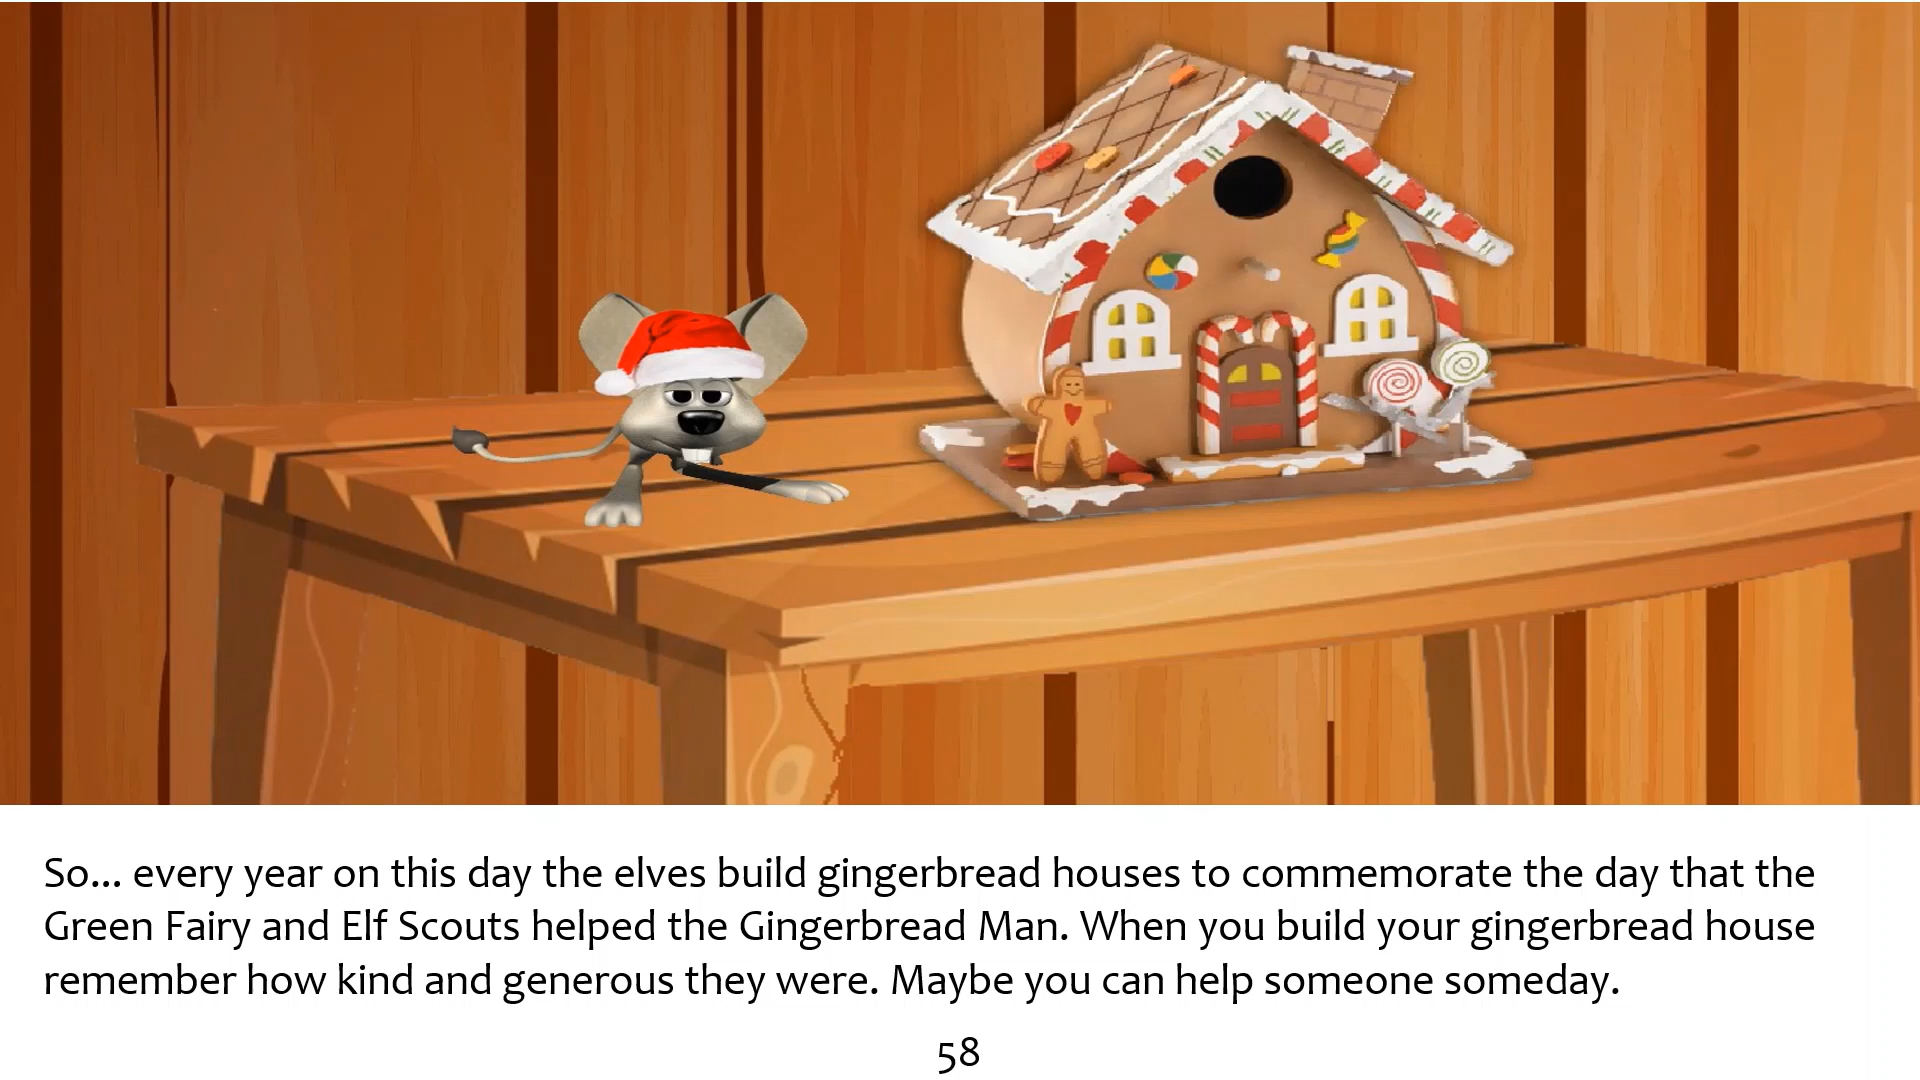 So... every year on this day the elves build gingerbread houses to commemorate the day that the
Green Fairy and Elf Scouts helped the Gingerbread Man. When you build your gingerbread house
remember how kind and generous they were. Maybe you can help someone someday.
58